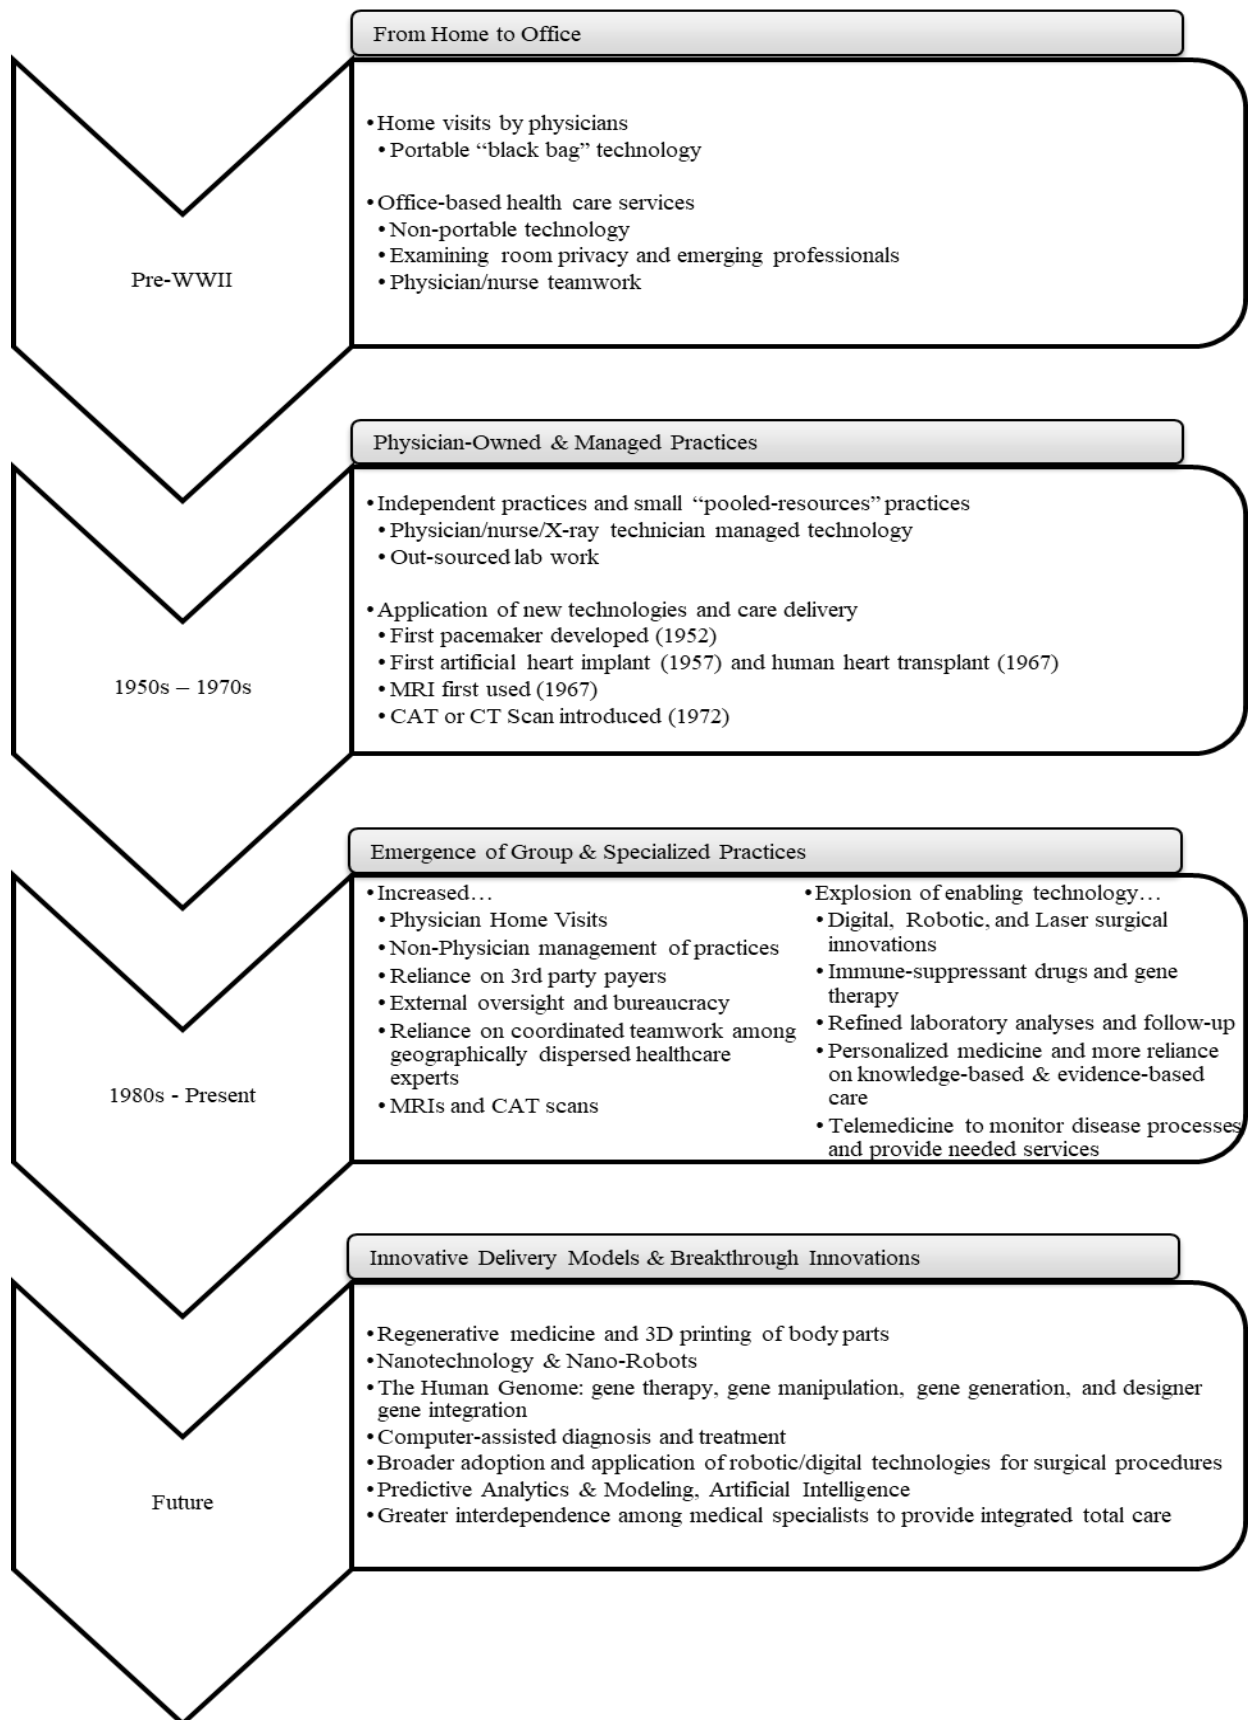 From Home to Office
• Home visits by physicians
• Portable “black bag” technology
• Office-based health care services
• Non-portable technology
• Examining room privacy and emerging professionals
• Physician/nurse teamwork
Pre-WWII
Physician-Owned & Managed Practices
• Independent practices and small “pooled-resources” practices
• Physician/nurse/X-ray technician managed technology
• Out-sourced lab work
• Application of new technologies and care delivery
• First pacemaker developed (1952)
• First artificial heart implant (1957) and human heart transplant (1967)
• MRI first used (1967)
• CAT or CT Scan introduced (1972)
1950s – 1970s
Emergence of Group & Specialized Practices
• Increased…
• Physician Home Visits
• Non-Physician management of practices
• Reliance on 3rd party payers
• External oversight and bureaucracy
• Reliance on coordinated teamwork among
geographically dispersed healthcare
experts
• MRIs and CAT scans
• Explosion of enabling technology…
• Digital, Robotic, and Laser surgical
innovations
• Immune-suppressant drugs and gene
therapy
• Refined laboratory analyses and follow-up
• Personalized medicine and more reliance
on knowledge-based & evidence-based
care
• Telemedicine to monitor disease processes
and provide needed services
1980s - Present
Innovative Delivery Models & Breakthrough Innovations
• Regenerative medicine and 3D printing of body parts
• Nanotechnology & Nano-Robots
• The Human Genome: gene therapy, gene manipulation, gene generation, and designer
gene integration
• Computer-assisted diagnosis and treatment
• Broader adoption and application of robotic/digital technologies for surgical procedures
• Predictive Analytics & Modeling, Artificial Intelligence
• Greater interdependence among medical specialists to provide integrated total care
Future